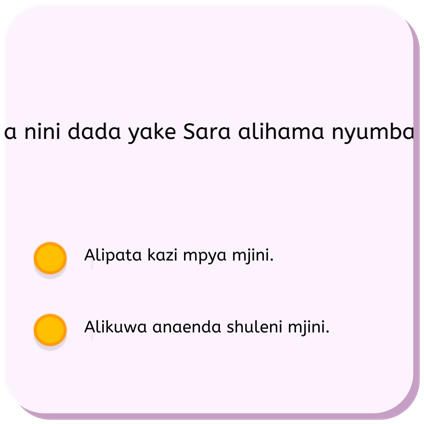 a nini dada yake Sara alihama nyumba
Alipata kazi mpya mjini.
Alikuwa anaenda shuleni mjini.